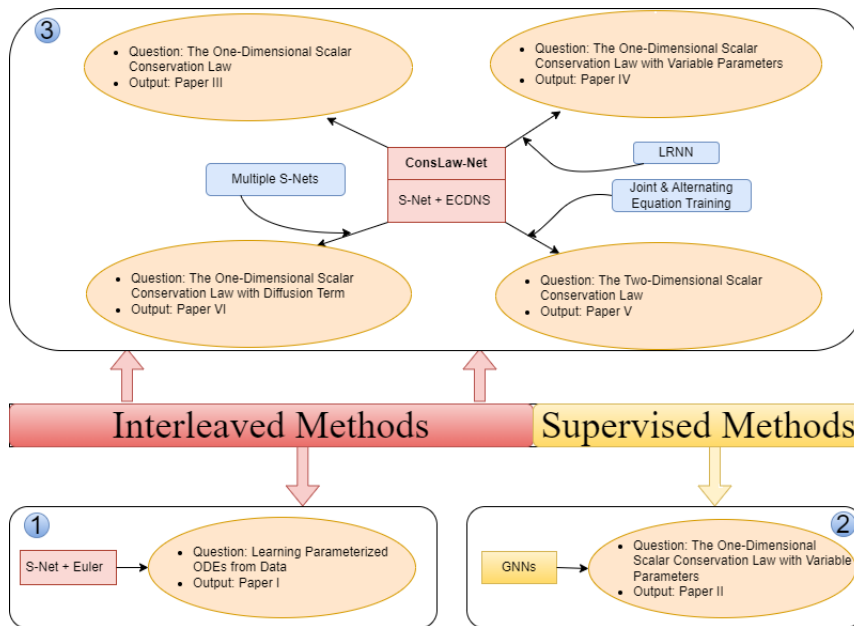 3
Question: The One-Dimensional Scalar
Conservation Law
Output: Paper III
Question: The One-Dimensional Scalar
Conservation Law with Variable Parameters
Output: Paper IV
ConsLaw-Net
S-Net + ECDNS
Multiple S-Nets
LRNN
Joint & Alternating
Equation Training
Question: The One-Dimensional Scalar
Conservation Law with Diffusion Term
Output: Paper VI
Question: The Two-Dimensional Scalar
Conservation Law
Output: Paper V
Interleaved Methods
Supervised Methods
1
S-Net + Euler
Question: Learning Parameterized
ODEs from Data
Output: Paper I
2
GNNs
Question: The One-Dimensional
Scalar Conservation Law with Variable
Parameters
Output: Paper II